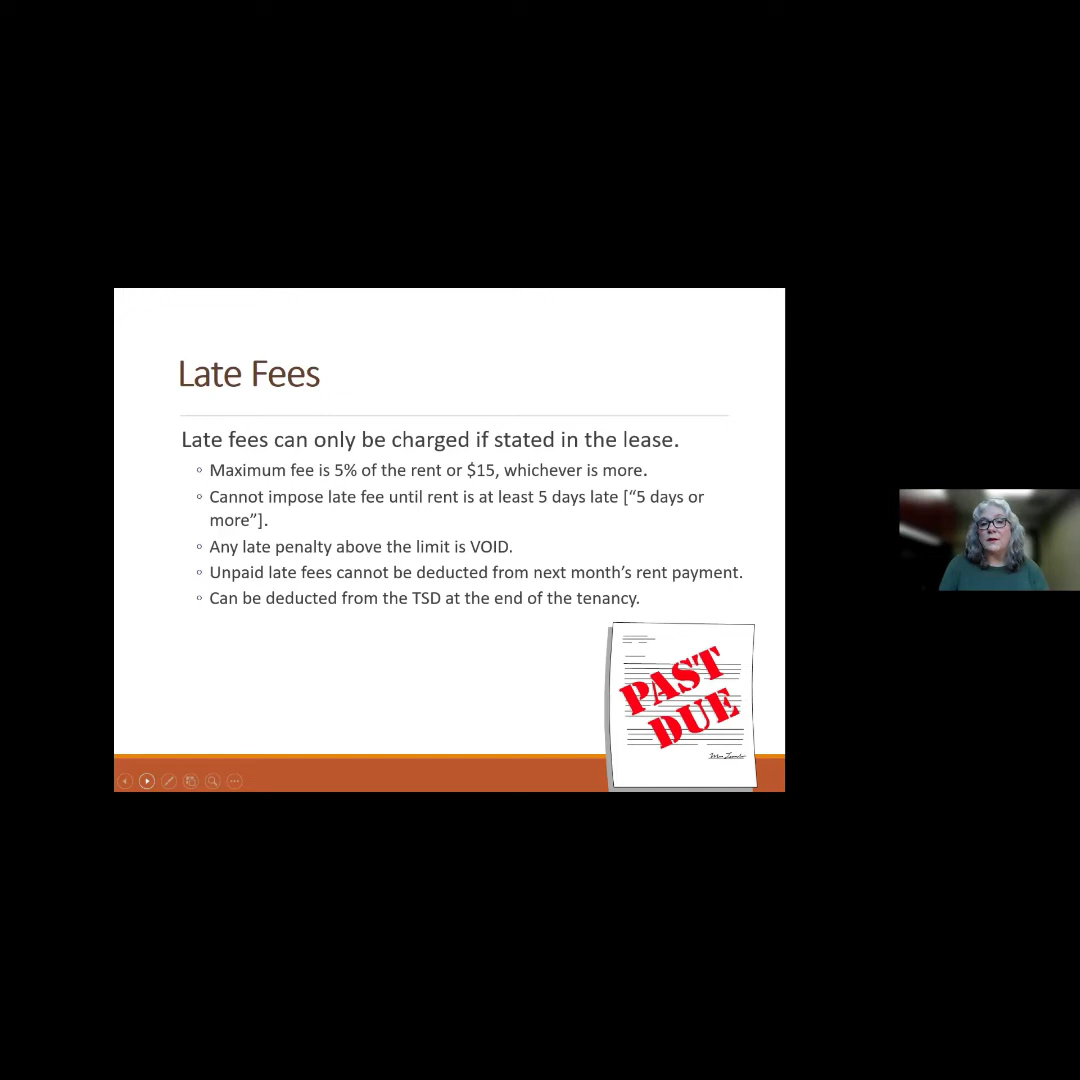 Late Fees
Late fees can only be charged if stated in the lease.
◦ Maximum fee is 5% of the rent or $15, whichever is more.
◦ Cannot impose late fee until rent is at least 5 days late [“5 days or
more”].
◦ Any late penalty above the limit is VOID.
◦ Unpaid late fees cannot be deducted from next month’s rent payment.
◦ Can be deducted from the TSD at the end of the tenancy.
PAST
DUE